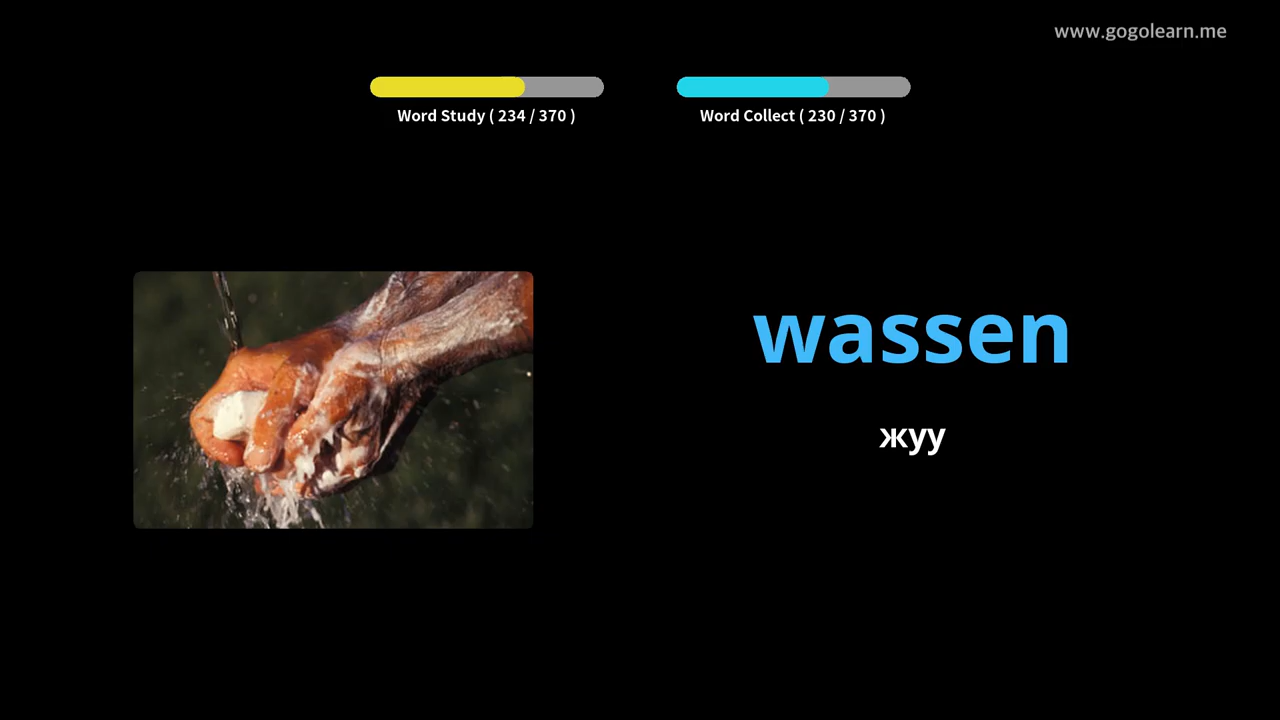 www.gogolearn.me
Word Study ( 234 / 370 )
Word Collect ( 230 / 370 )
wassen
жуу